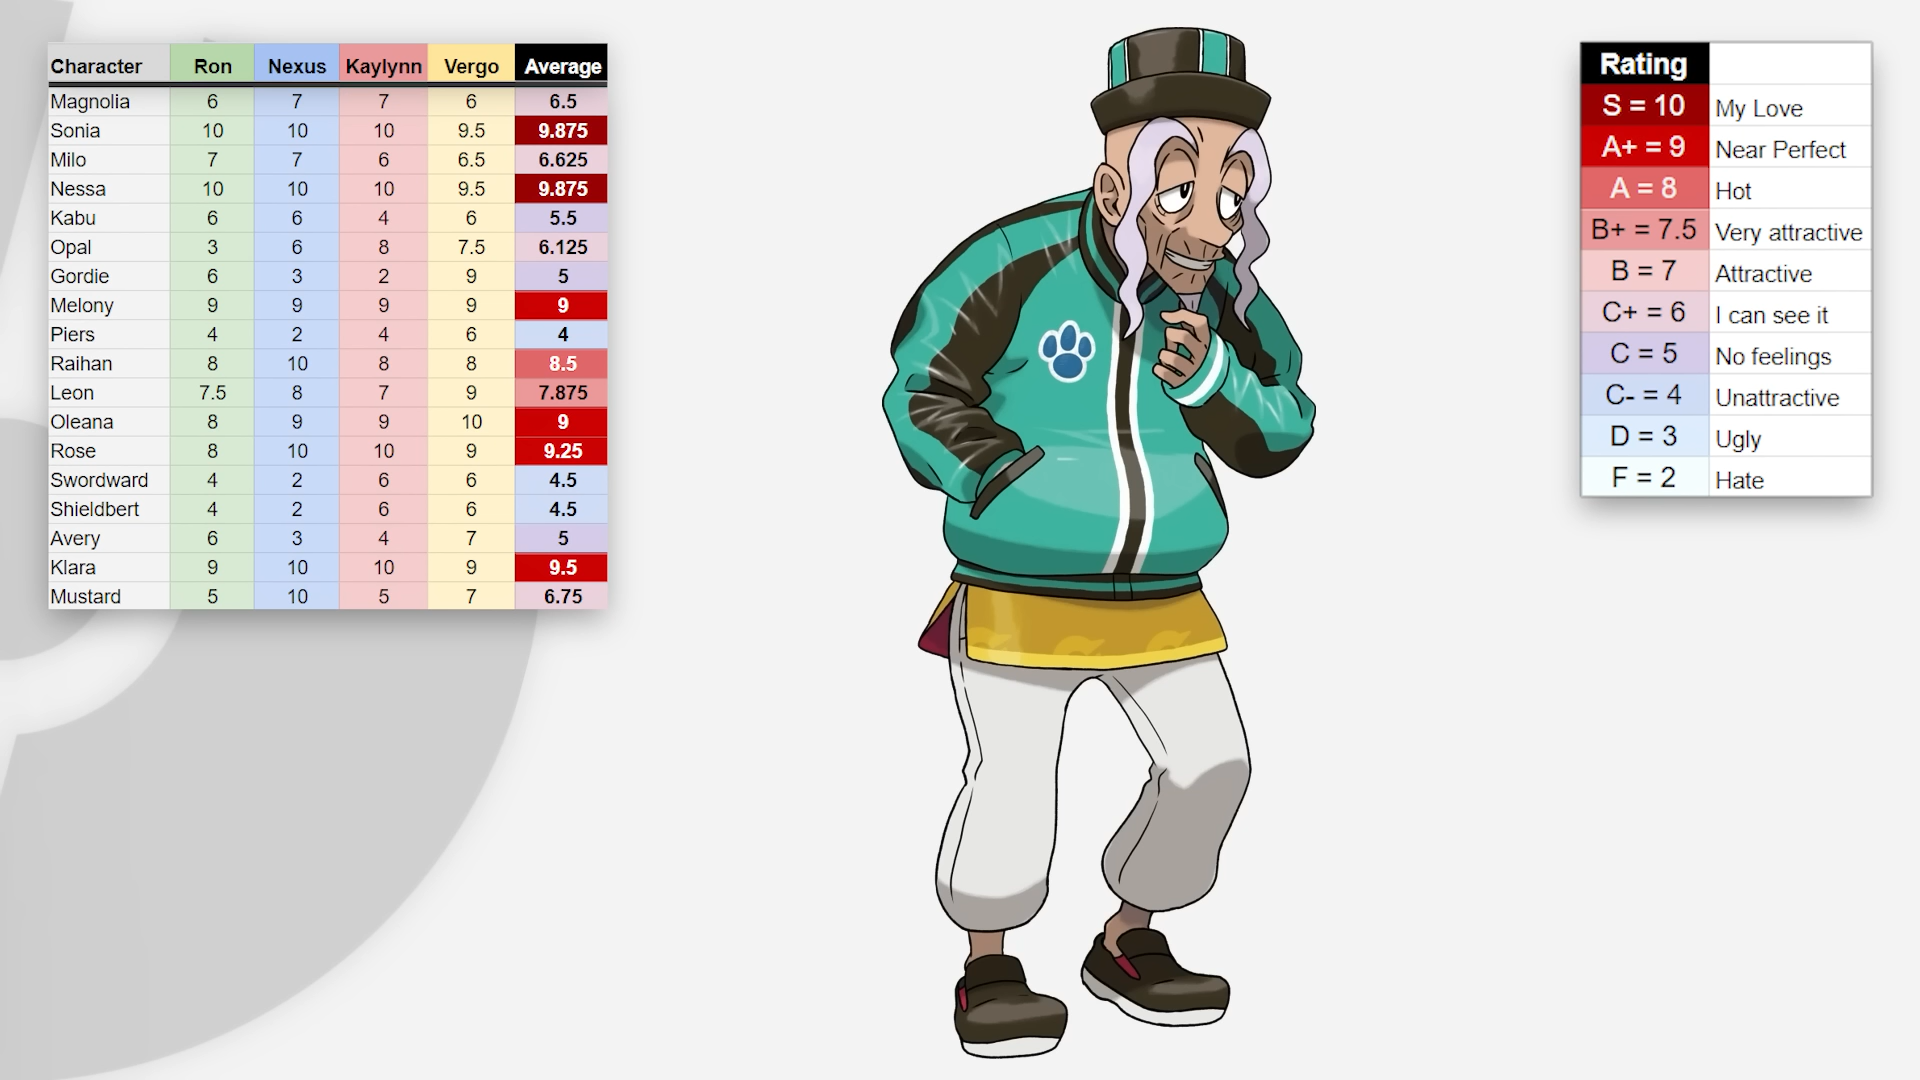 Character Ron Nexus Kaylynn Vergo Average
Magnolia 6 7 7 6 6.5
Sonia 10 10 10 9.5 9.875
Milo 7 7 6 6.5 6.625
Nessa 10 10 10 9.5 9.875
Kabu 6 6 4 6 5.5
Opal 3 6 8 7.5 6.125
Gordie 6 3 2 9 5
Melony 9 9 9 9 9
Piers 4 2 4 6 4
Raihan 8 10 8 8 8.5
Leon 7.5 8 7 9 7.875
Oleana 8 9 9 10 9
Rose 8 10 10 9 9.25
Swordward 4 2 6 6 4.5
Shieldbert 4 2 6 6 4.5
Avery 6 3 4 7 5
Klara 9 10 10 9 9.5
Mustard 5 10 5 7 6.75
Rating
S = 10 My Love
A+ = 9 Near Perfect
A = 8 Hot
B+ = 7.5 Very attractive
B = 7 Attractive
C+ = 6 I can see it
C = 5 No feelings
C- = 4 Unattractive
D = 3 Ugly
F = 2 Hate